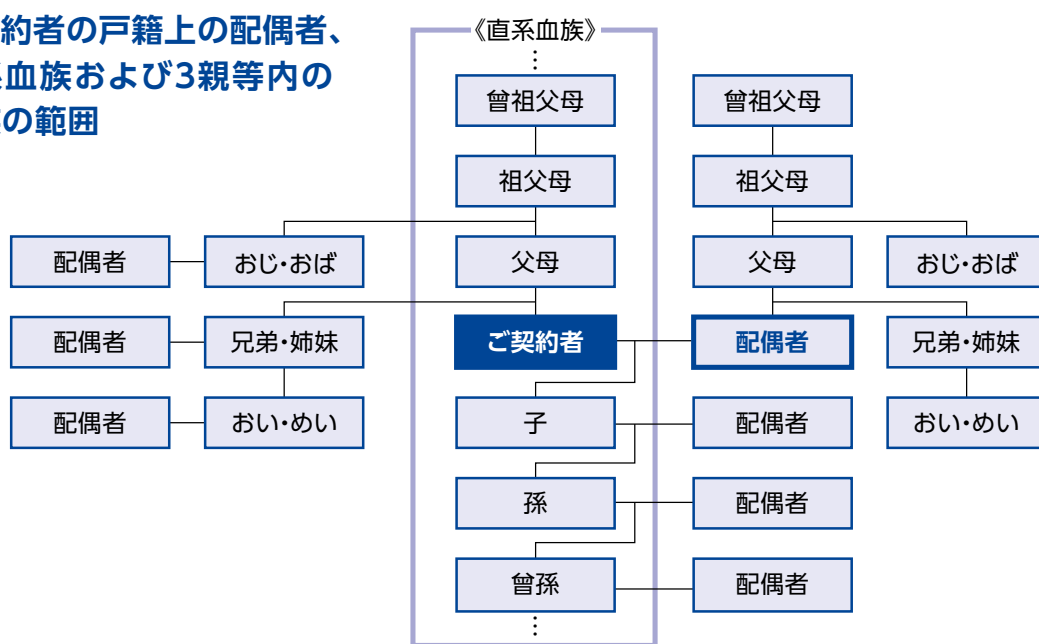 約者の戸籍上の配偶者、
血族および3親等内の
の範囲
《直系血族》
⋮
曾祖父母
曾祖父母
祖父母
祖父母
配偶者
おじ・おば
父母
父母
おじ・おば
配偶者
兄弟・姉妹
ご契約者
配偶者
兄弟・姉妹
配偶者
おい・めい
子
配偶者
おい・めい
孫
配偶者
曾孫
配偶者
⋮